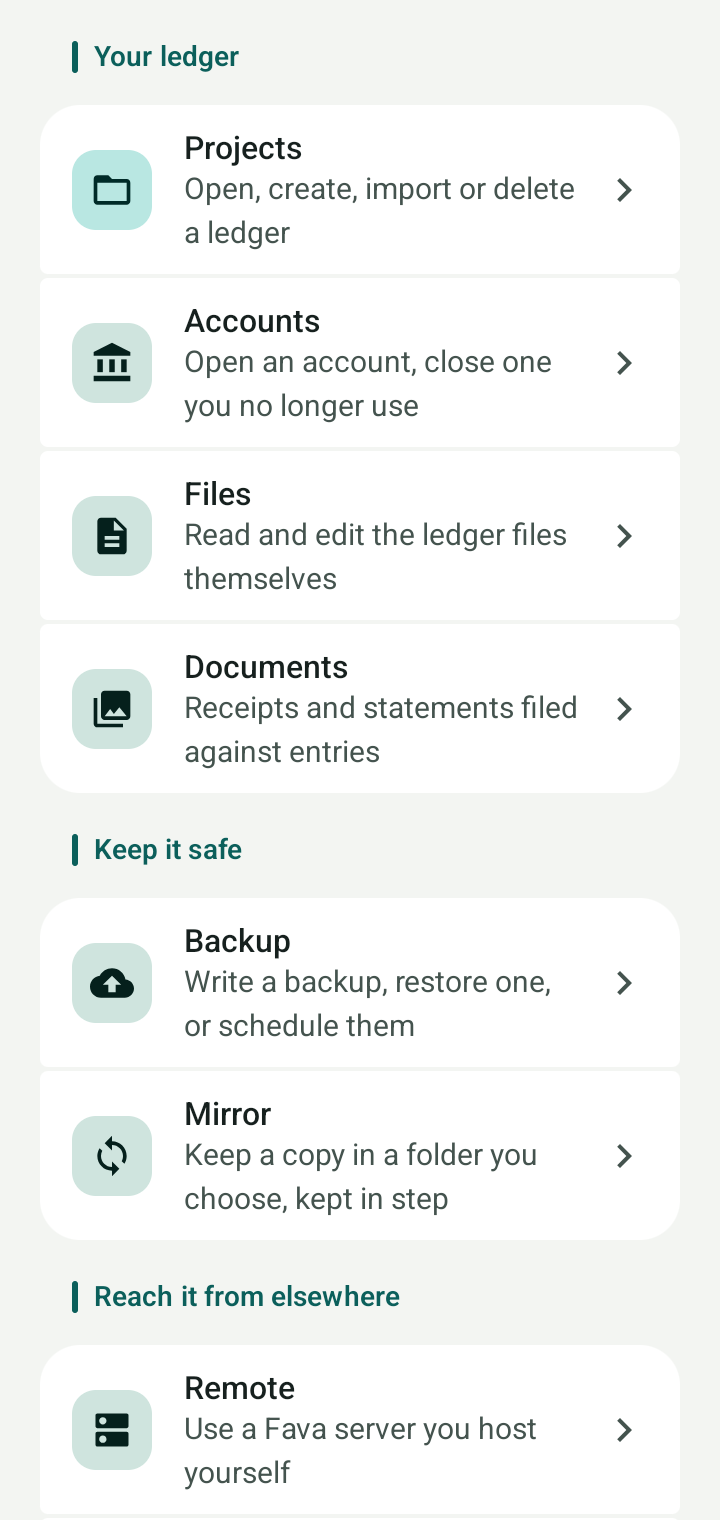 Your ledger
Projects
Open, create, import or delete
a ledger
Accounts
Open an account, close one
you no longer use
Files
Read and edit the ledger files
themselves
Documents
Receipts and statements filed
against entries
Keep it safe
Backup
Write a backup, restore one,
or schedule them
Mirror
Keep a copy in a folder you
choose, kept in step
Reach it from elsewhere
Remote
Use a Fava server you host
yourself